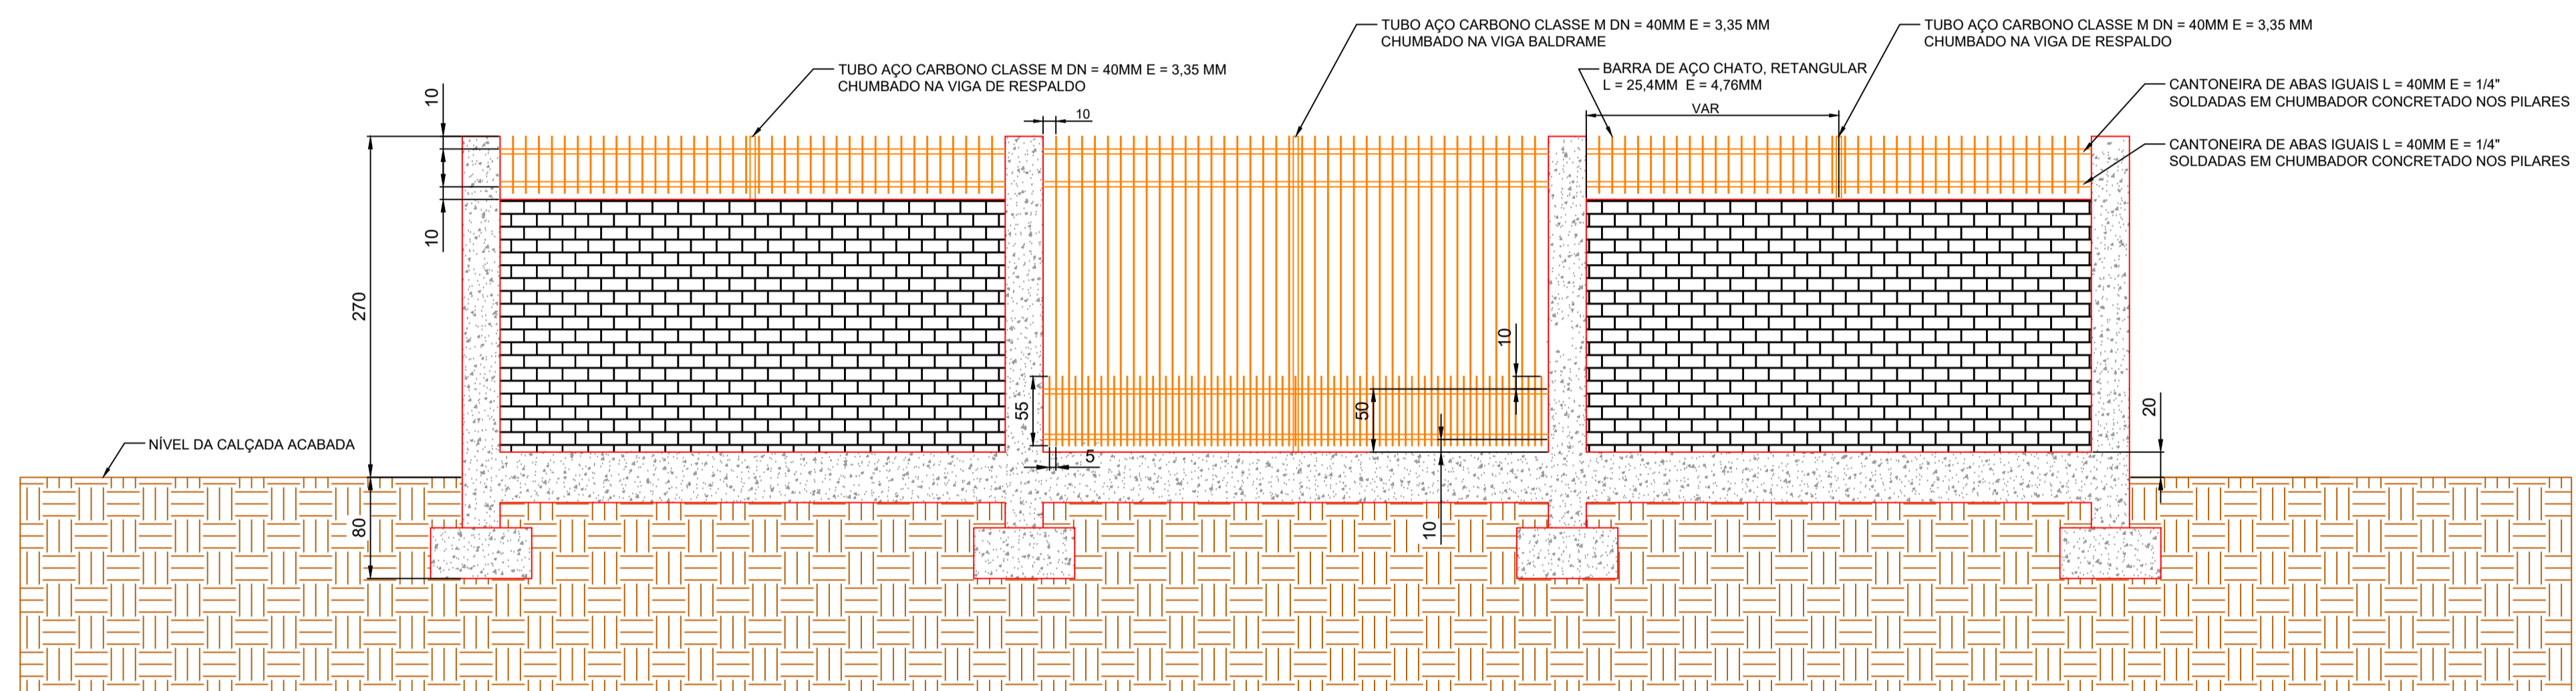 TUBO AÇO CARBONO CLASSE M DN = 40MM E = 3,35 MM
CHUMBADO NA VIGA BALDRAME
TUBO AÇO CARBONO CLASSE M DN = 40MM E = 3,35 MM
CHUMBADO NA VIGA DE RESPALDO
TUBO AÇO CARBONO CLASSE M DN = 40MM E = 3,35 MM
CHUMBADO NA VIGA DE RESPALDO
BARRA DE AÇO CHATO, RETANGULAR
L = 25,4MM E = 4,76MM
CANTONEIRA DE ABAS IGUAIS L = 40MM E = 1/4"
SOLDADAS EM CHUMBADOR CONCRETADO NOS PILARES
CANTONEIRA DE ABAS IGUAIS L = 40MM E = 1/4"
SOLDADAS EM CHUMBADOR CONCRETADO NOS PILARES
10
10
VAR
10
270
10
55
50
20
NÍVEL DA CALÇADA ACABADA
5
80
10